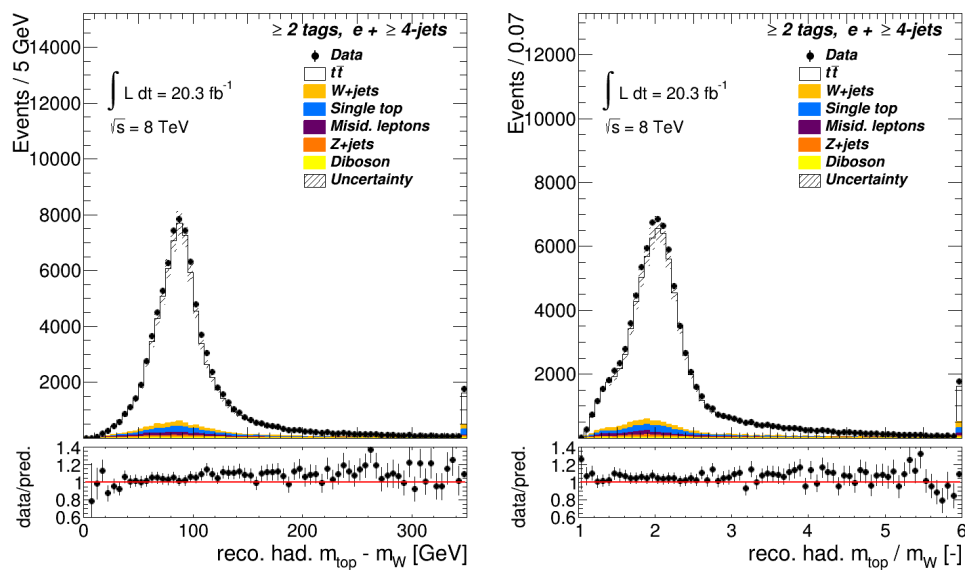 ≥ 2 tags, e + ≥ 4-jets
Events / 5 GeV
∫ L dt = 20.3 fb⁻¹
√s = 8 TeV
Data
tt̄
W+jets
Single top
Misid. leptons
Z+jets
Diboson
Uncertainty
14000
12000
10000
8000
6000
4000
2000
data/pred.
1.4
1.2
1
0.8
0.6
0
100
200
300
reco. had. m_top - m_W [GeV]
≥ 2 tags, e + ≥ 4-jets
Events / 0.07
∫ L dt = 20.3 fb⁻¹
√s = 8 TeV
Data
tt̄
W+jets
Single top
Misid. leptons
Z+jets
Diboson
Uncertainty
12000
10000
8000
6000
4000
2000
data/pred.
1.4
1.2
1
0.8
0.6
1
2
3
4
5
6
reco. had. m_top / m_W [-]